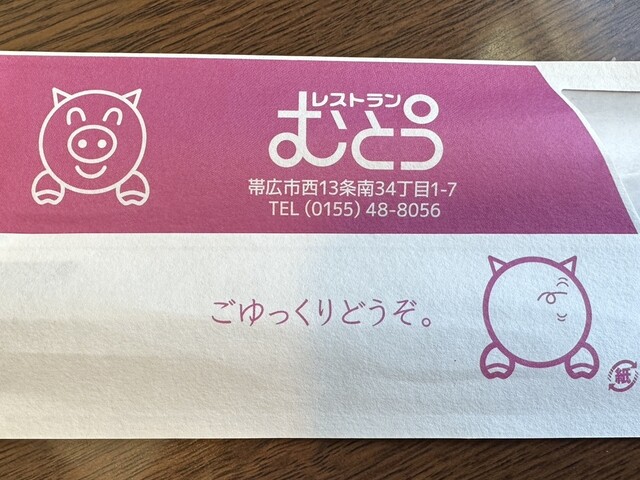 レストラン
むとう
帯広市西13条南34丁目1-7
TEL (0155) 48-8056
ごゆっくりどうぞ。
紙